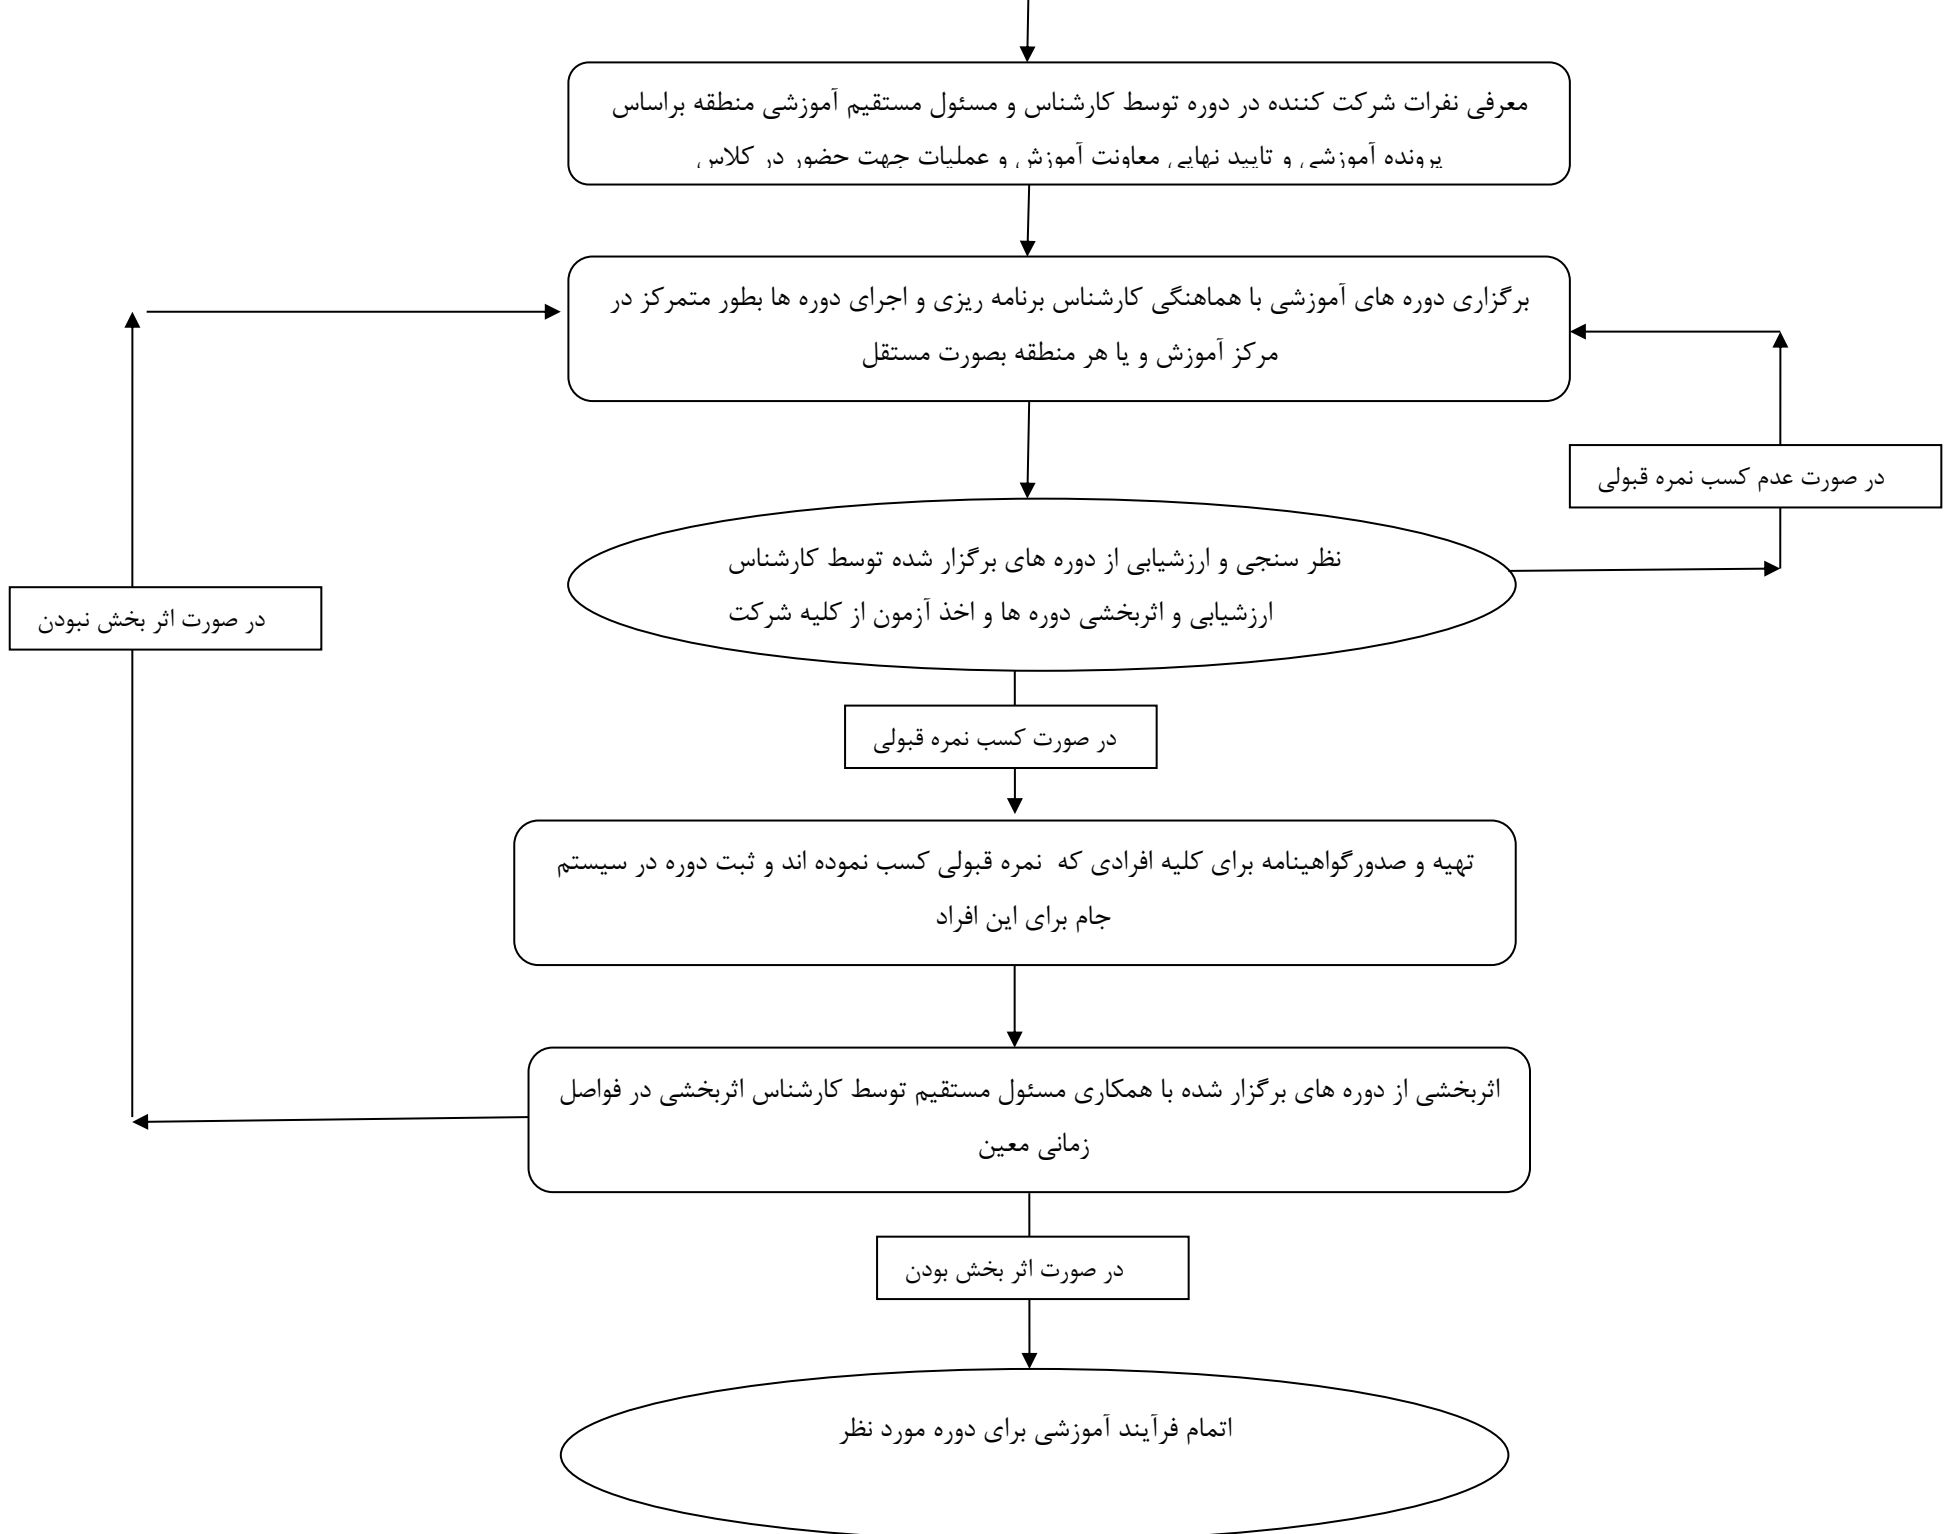 معرفی نفرات شرکت کننده در دوره توسط کارشناس و مسئول مستقیم آموزشی منطقه براساس
پرونده آموزشی و تایید نهایی معاونت آموزش و عملیات جهت حضور در کلاس
برگزاری دوره های آموزشی با هماهنگی کارشناس برنامه ریزی و اجرای دوره ها بطور متمرکز در
مرکز آموزش و یا هر منطقه بصورت مستقل
در صورت عدم کسب نمره قبولی
نظر سنجی و ارزشیابی از دوره های برگزار شده توسط کارشناس
ارزشیابی و اثربخشی دوره ها و اخذ آزمون از کلیه شرکت
در صورت اثر بخش نبودن
در صورت کسب نمره قبولی
تهیه و صدورگواهینامه برای کلیه افرادی که  نمره قبولی کسب نموده اند و ثبت دوره در سیستم
جام برای این افراد
اثربخشی از دوره های برگزار شده با همکاری مسئول مستقیم توسط کارشناس اثربخشی در فواصل
زمانی معین
در صورت اثر بخش بودن
اتمام فرآیند آموزشی برای دوره مورد نظر